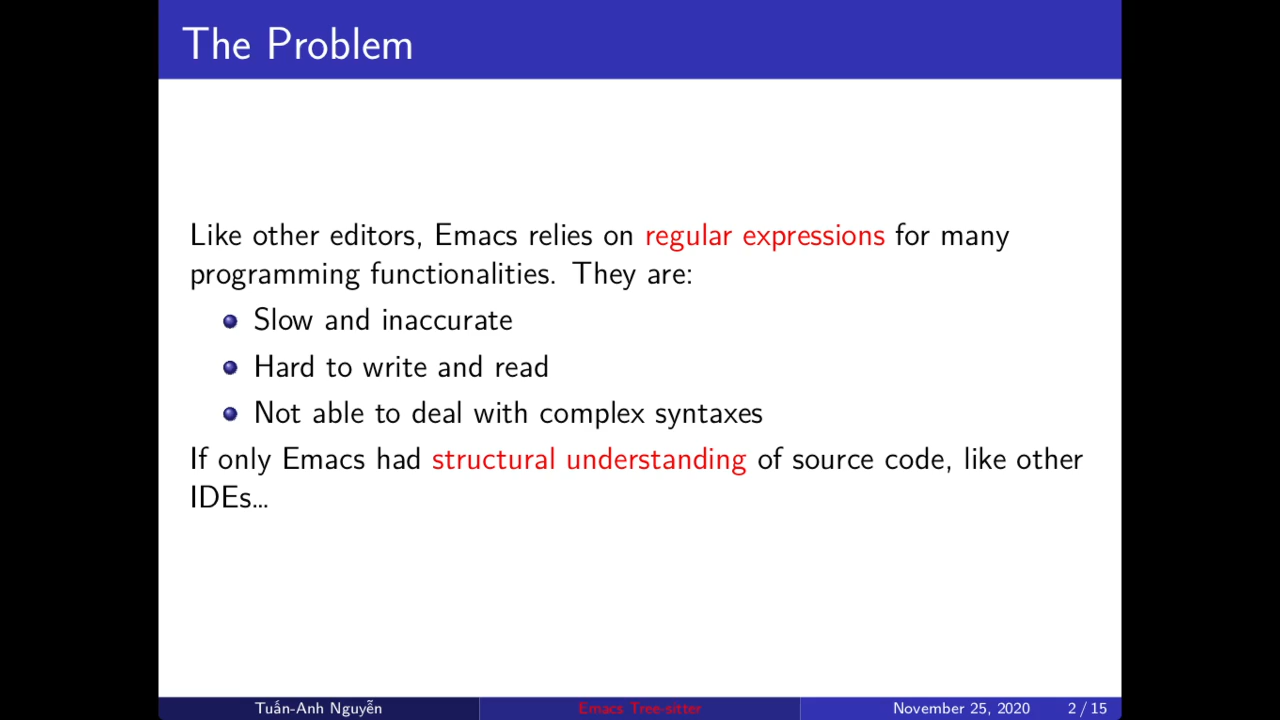 The Problem
Like other editors, Emacs relies on regular expressions for many
programming functionalities. They are:
Slow and inaccurate
Hard to write and read
Not able to deal with complex syntaxes
If only Emacs had structural understanding of source code, like other
IDEs…
Tuấn-Anh Nguyễn Emacs Tree-sitter November 25, 2020 2 / 15